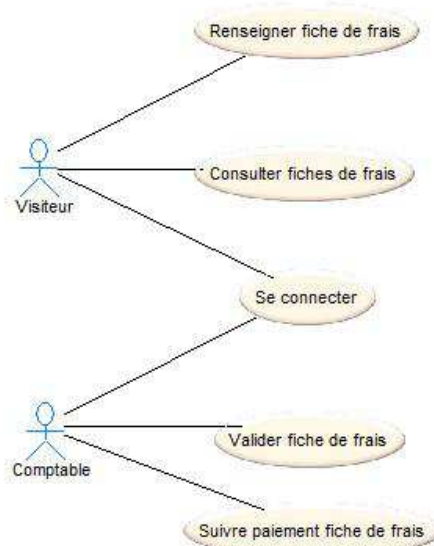 Renseigner fiche de frais
Consulter fiches de frais
Visiteur
Se connecter
Valider fiche de frais
Comptable
Suivre paiement fiche de frais